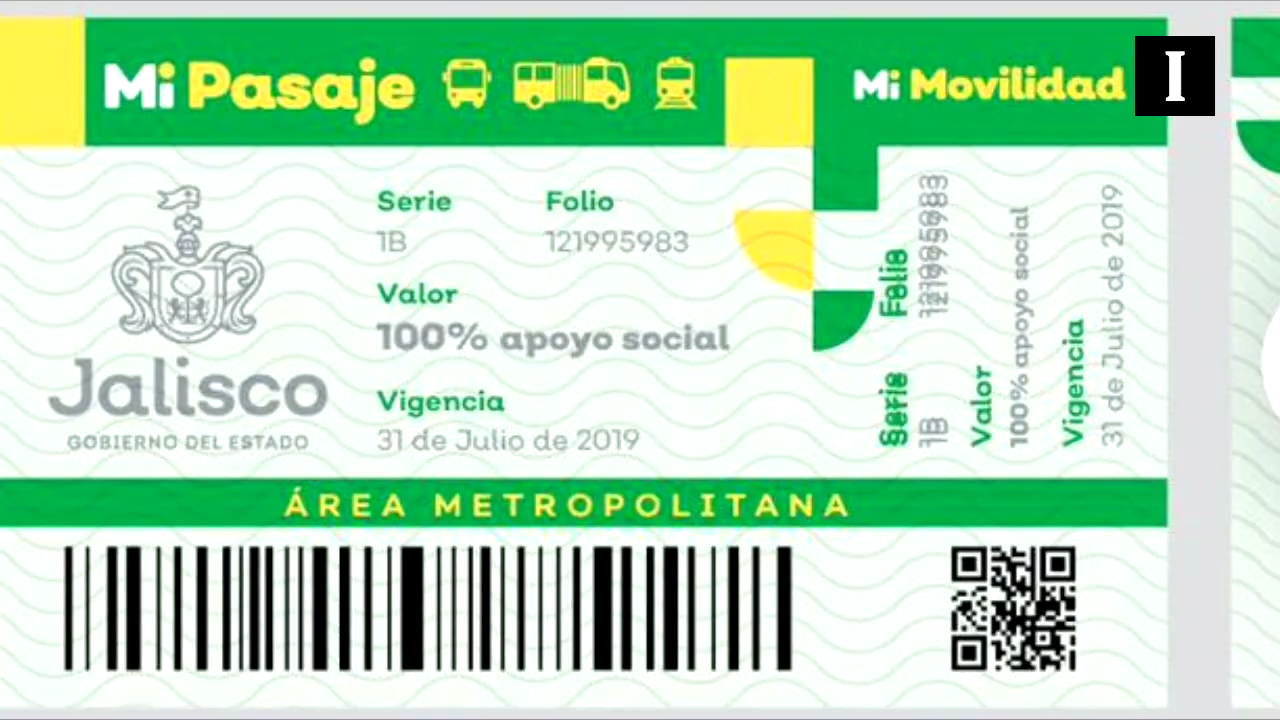 Mi Pasaje
Mi Movilidad
I
Serie
Folio
1B
121995983
Valor
100% apoyo social
Vigencia
31 de Julio de 2019
Jalisco
GOBIERNO DEL ESTADO
Serie Folio
1B 121995983
Valor
100% apoyo social
Vigencia
31 de Julio de 2019
ÁREA METROPOLITANA